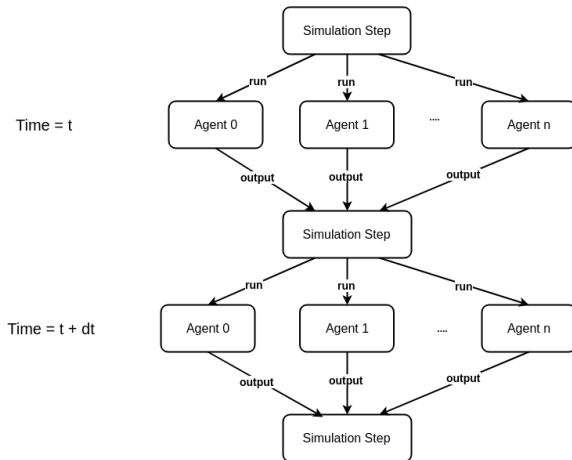 Simulation Step
run
run
run
Time = t
Agent 0
Agent 1
....
Agent n
output
output
output
Simulation Step
run
run
run
Time = t + dt
Agent 0
Agent 1
....
Agent n
output
output
output
Simulation Step